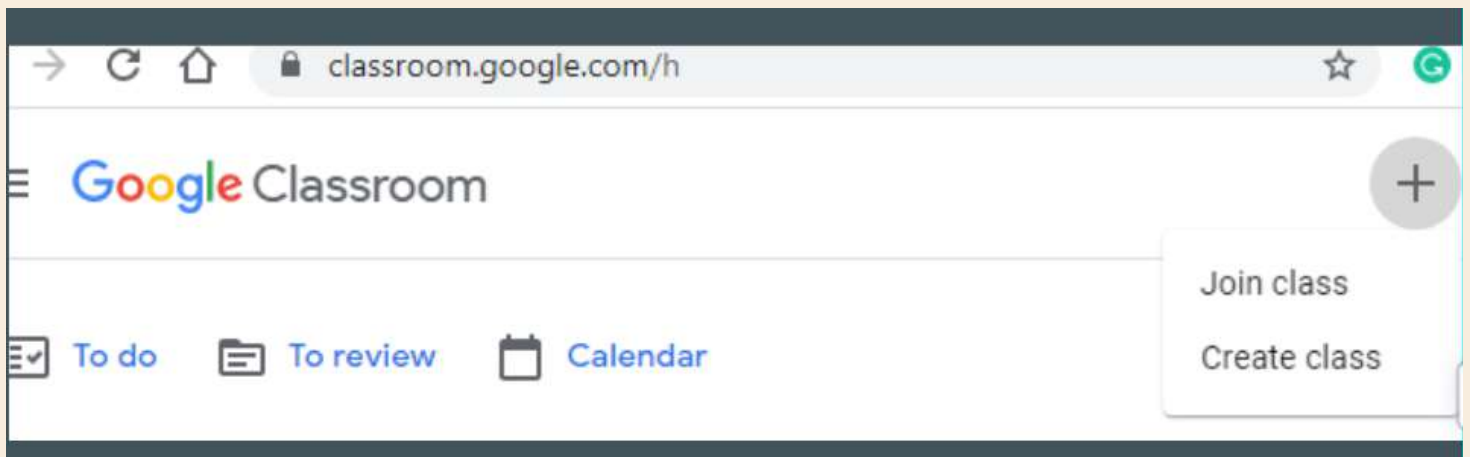 classroom.google.com/h
Google Classroom
Join class
To do To review Calendar
Create class